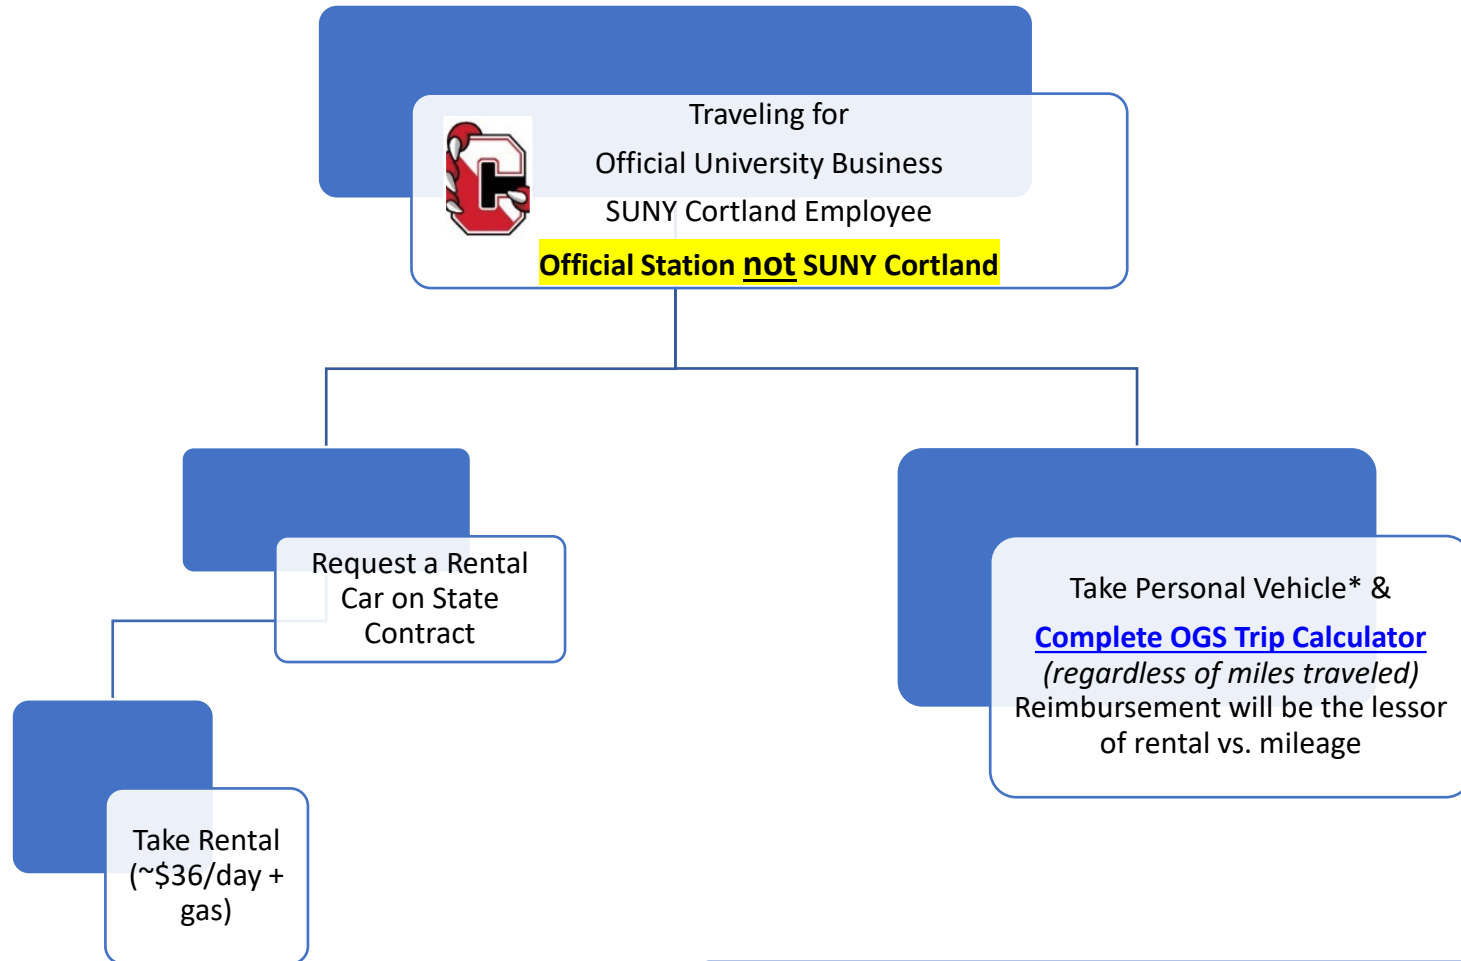 Traveling for
Official University Business
SUNY Cortland Employee
Official Station not SUNY Cortland
Request a Rental
Car on State
Contract
Take Personal Vehicle* &
Complete OGS Trip Calculator
(regardless of miles traveled)
Reimbursement will be the lessor
of rental vs. mileage
Take Rental
(~$36/day +
gas)